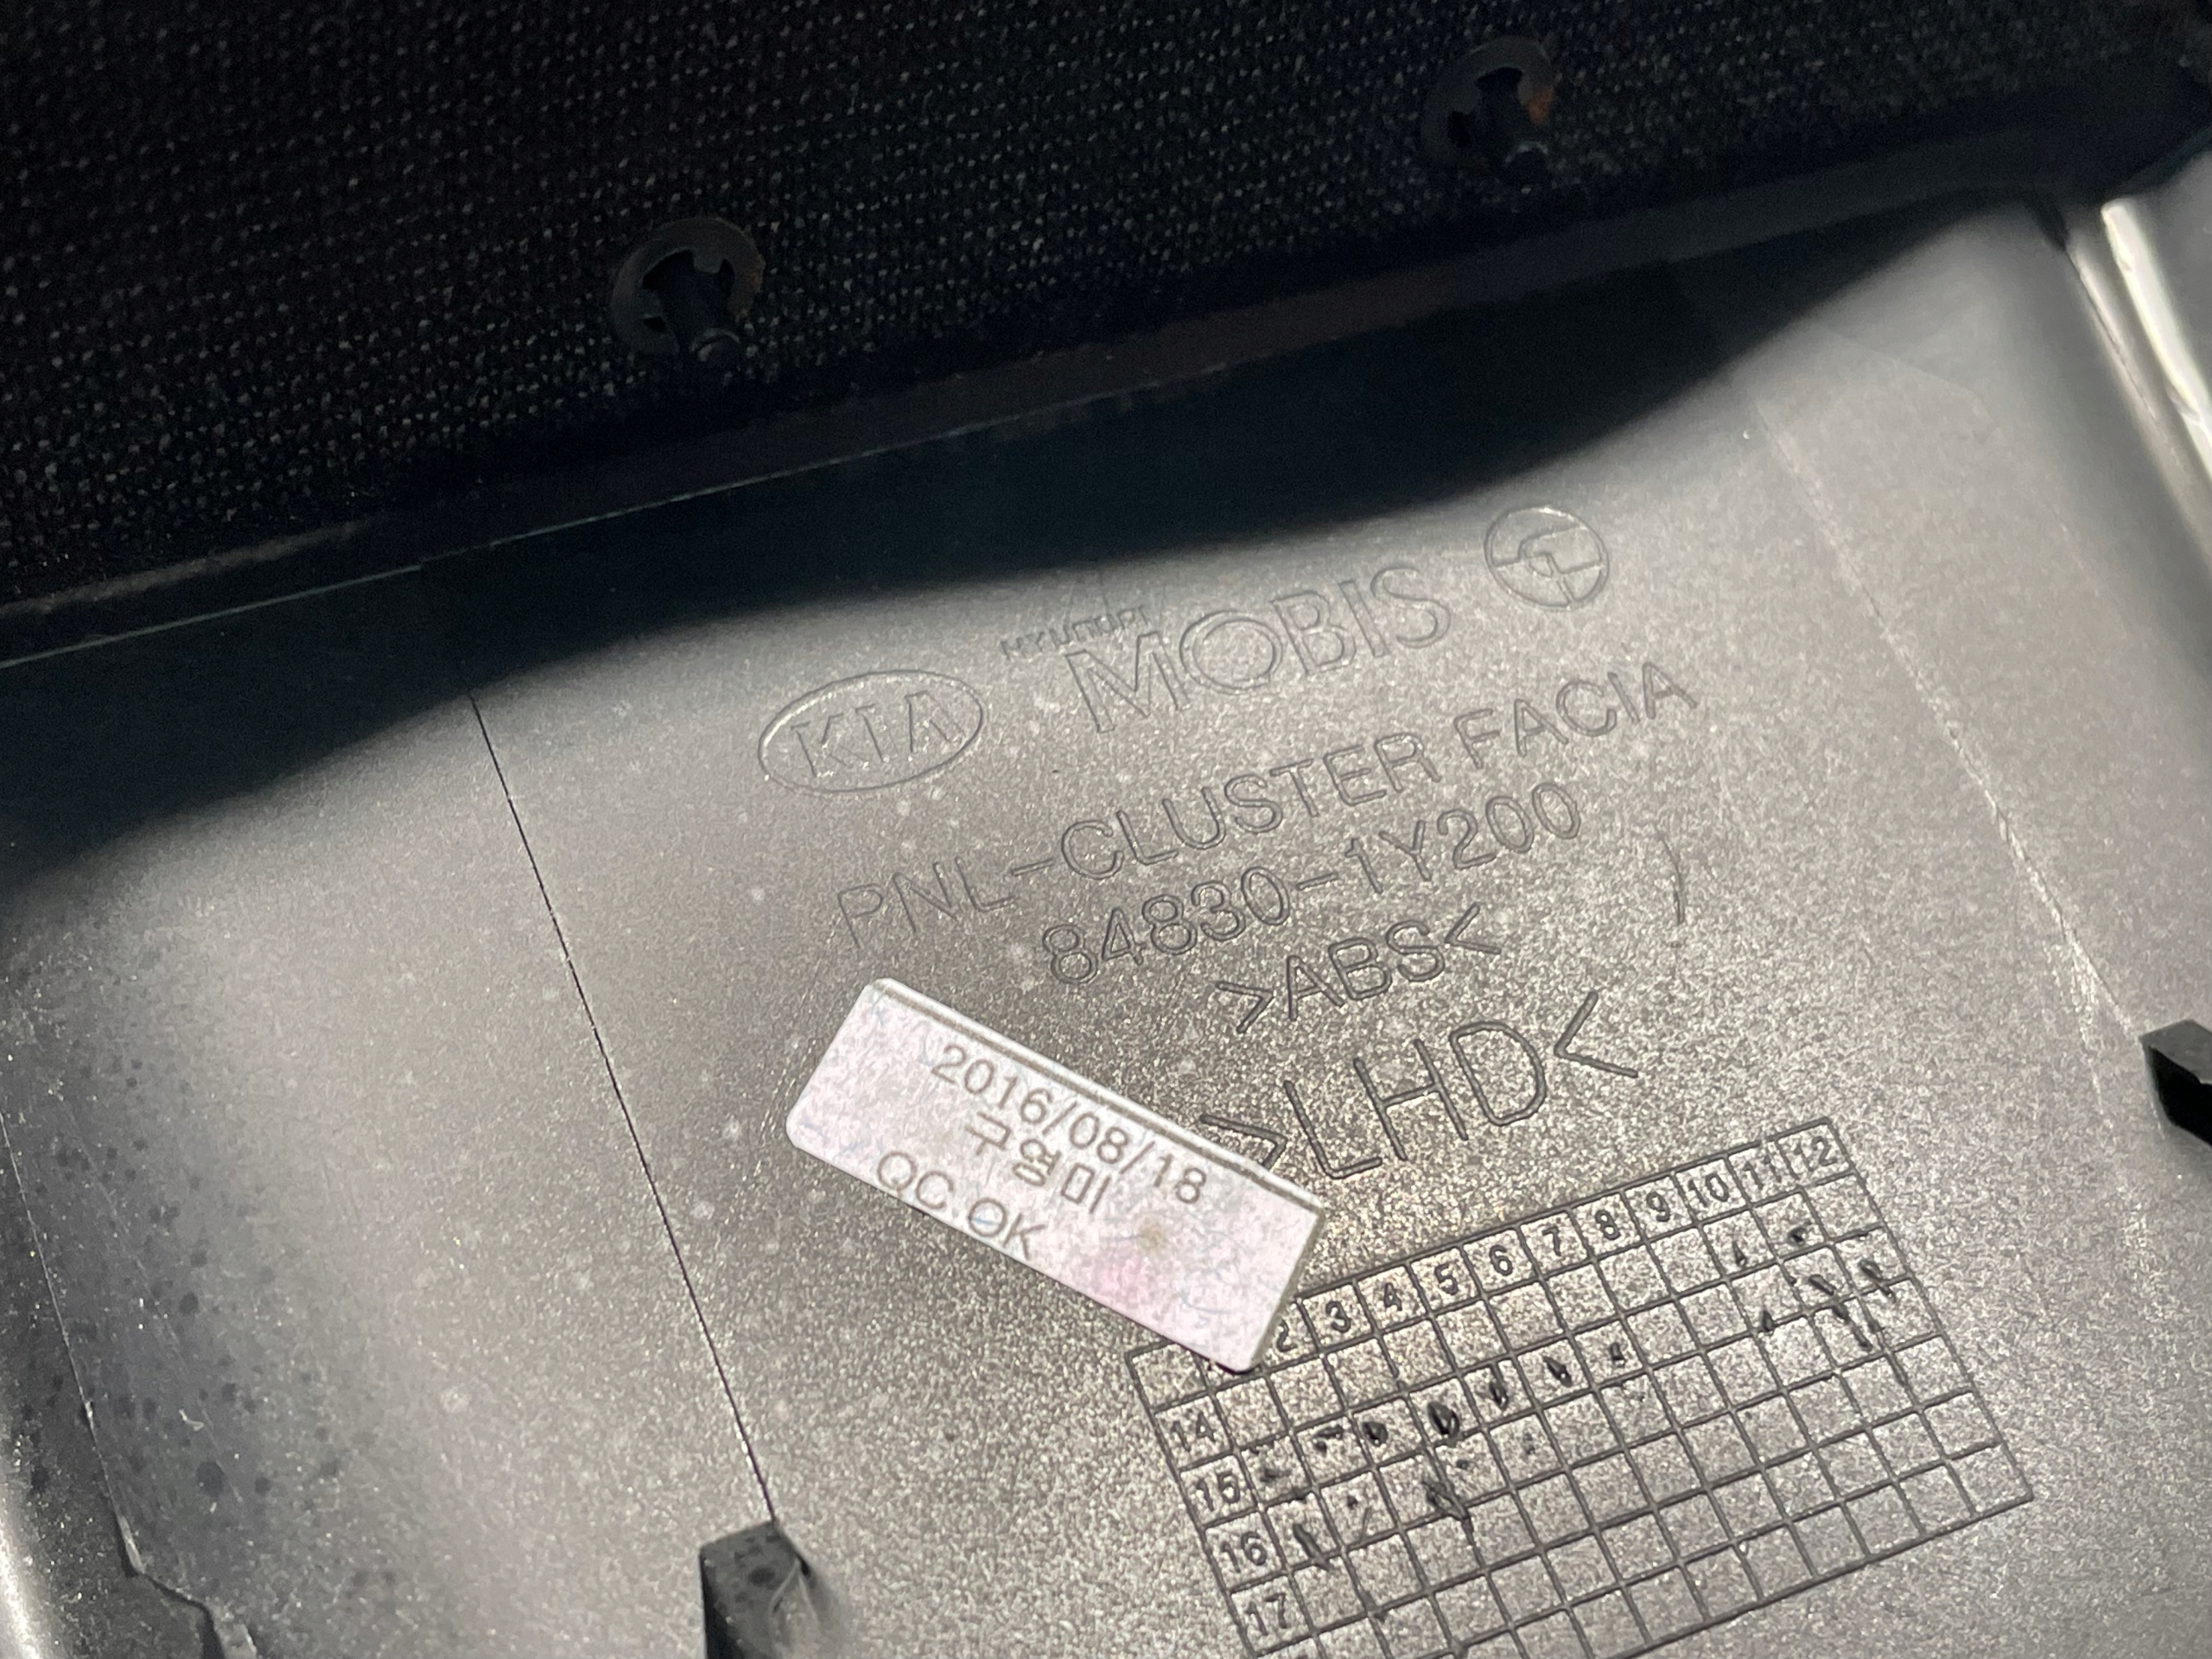 KIA
HYUNDAI
MOBIS
PNL-CLUSTER FACIA
84830-1Y200
>ABS<
>LHD<
2016/08/18
구영미
QC OK
2 3 4 5 6 7 8 9 10 11 12
14
15
16
17